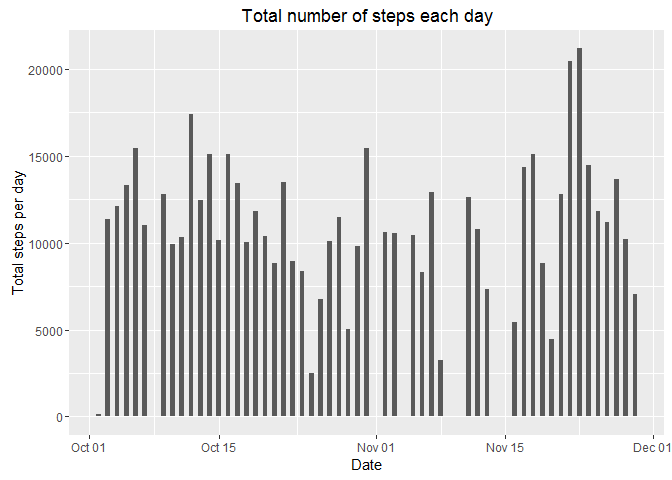 Total number of steps each day
Total steps per day
20000
15000
10000
5000
0
Oct 01
Oct 15
Nov 01
Nov 15
Dec 01
Date